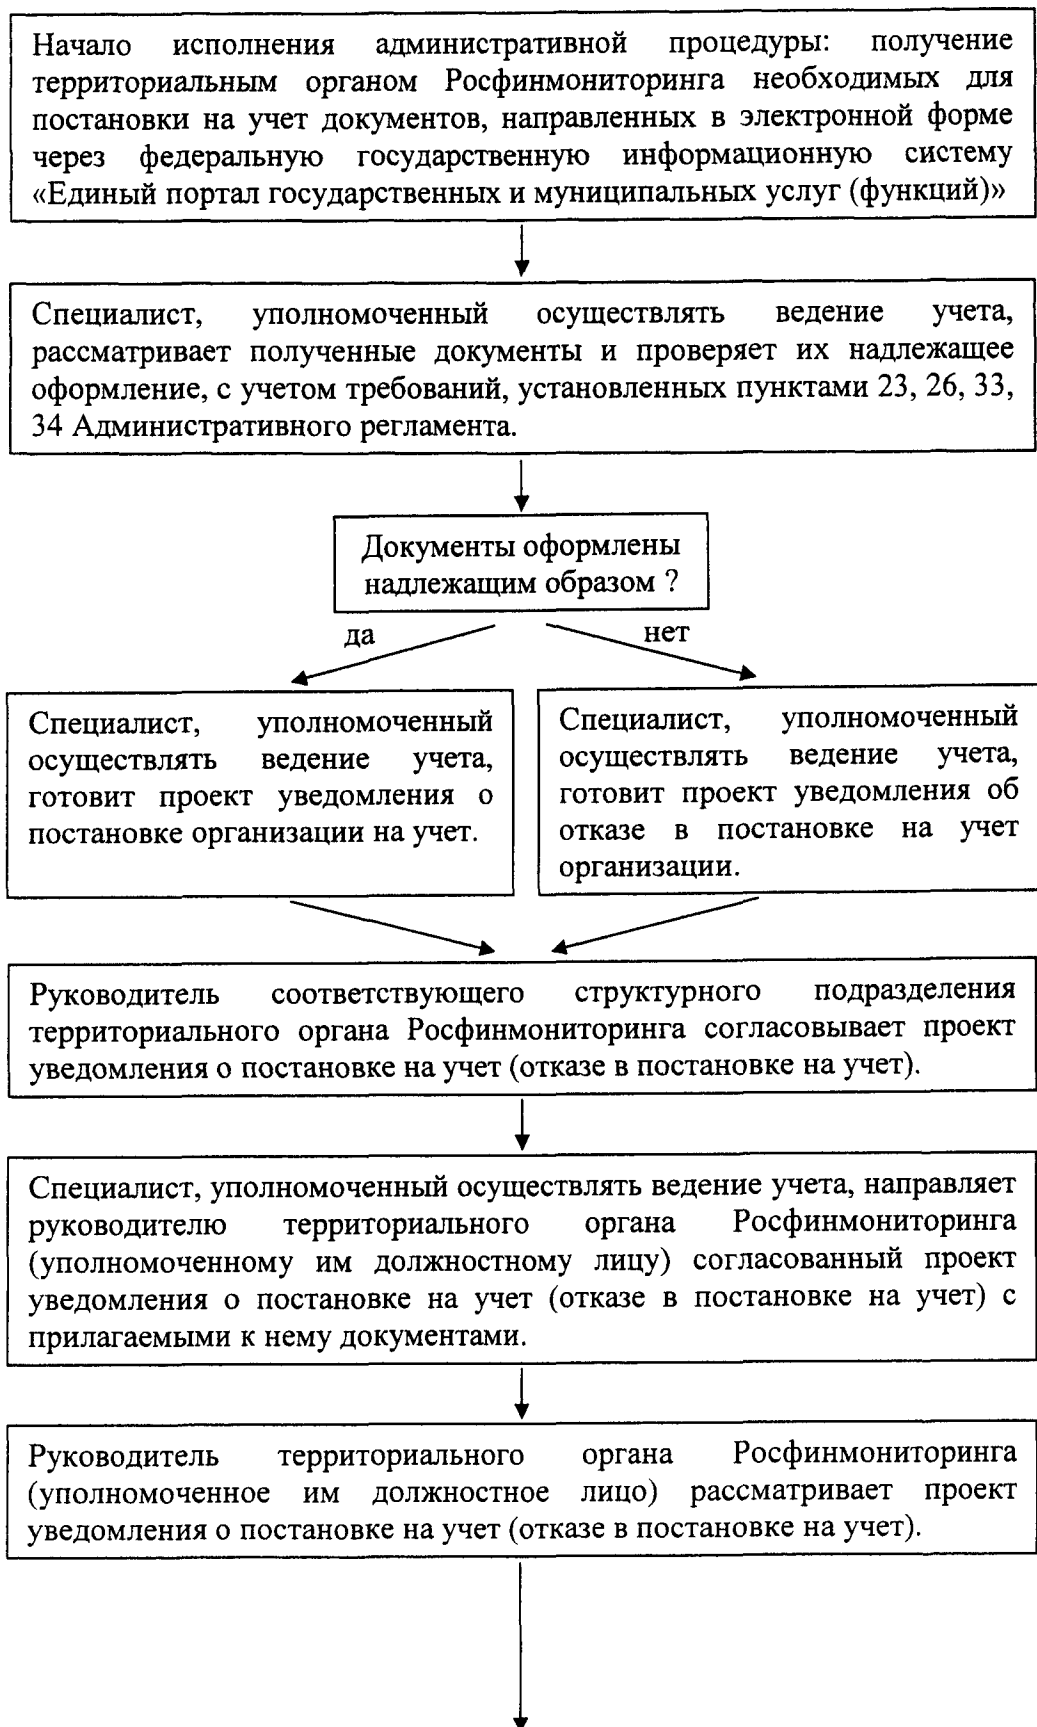 Начало исполнения административной процедуры: получение
территориальным органом Росфинмониторинга необходимых для
постановки на учет документов, направленных в электронной форме
через федеральную государственную информационную систему
«Единый портал государственных и муниципальных услуг (функций)»
Специалист, уполномоченный осуществлять ведение учета,
рассматривает полученные документы и проверяет их надлежащее
оформление, с учетом требований, установленных пунктами 23, 26, 33,
34 Административного регламента.
Документы оформлены
надлежащим образом ?
да
нет
Специалист, уполномоченный
осуществлять ведение учета,
готовит проект уведомления о
постановке организации на учет.
Специалист, уполномоченный
осуществлять ведение учета,
готовит проект уведомления об
отказе в постановке на учет
организации.
Руководитель соответствующего структурного подразделения
территориального органа Росфинмониторинга согласовывает проект
уведомления о постановке на учет (отказе в постановке на учет).
Специалист, уполномоченный осуществлять ведение учета, направляет
руководителю территориального органа Росфинмониторинга
(уполномоченному им должностному лицу) согласованный проект
уведомления о постановке на учет (отказе в постановке на учет) с
прилагаемыми к нему документами.
Руководитель территориального органа Росфинмониторинга
(уполномоченное им должностное лицо) рассматривает проект
уведомления о постановке на учет (отказе в постановке на учет).